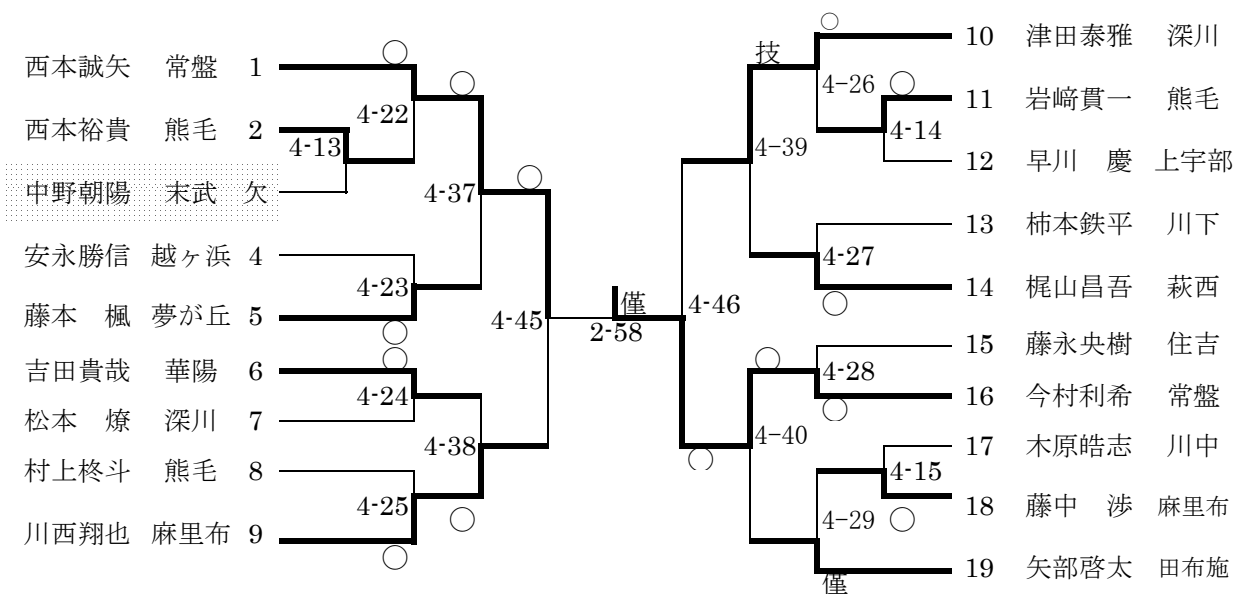 西本誠矢 常盤 1
西本裕貴 熊毛 2
中野朝陽 末武 欠
安永勝信 越ヶ浜 4
藤本 楓 夢が丘 5
吉田貴哉 華陽 6
松本 燎 深川 7
村上柊斗 熊毛 8
川西翔也 麻里布 9
4-13
4-22
4-23
4-24
4-25
4-37
4-38
4-45
2-58
僅
4-46
4-39
4-40
技
4-26
4-14
4-27
4-28
4-15
4-29
僅
10 津田泰雅 深川
11 岩﨑貫一 熊毛
12 早川 慶 上宇部
13 柿本鉄平 川下
14 梶山昌吾 萩西
15 藤永央樹 住吉
16 今村利希 常盤
17 木原皓志 川中
18 藤中 渉 麻里布
19 矢部啓太 田布施